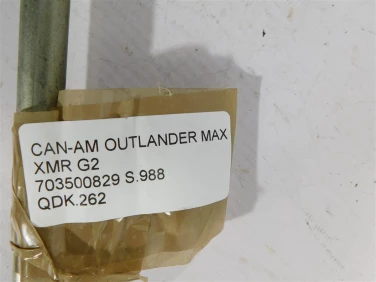 CAN-AM OUTLANDER MAX
XMR G2
703500829 S.988
QDK.262